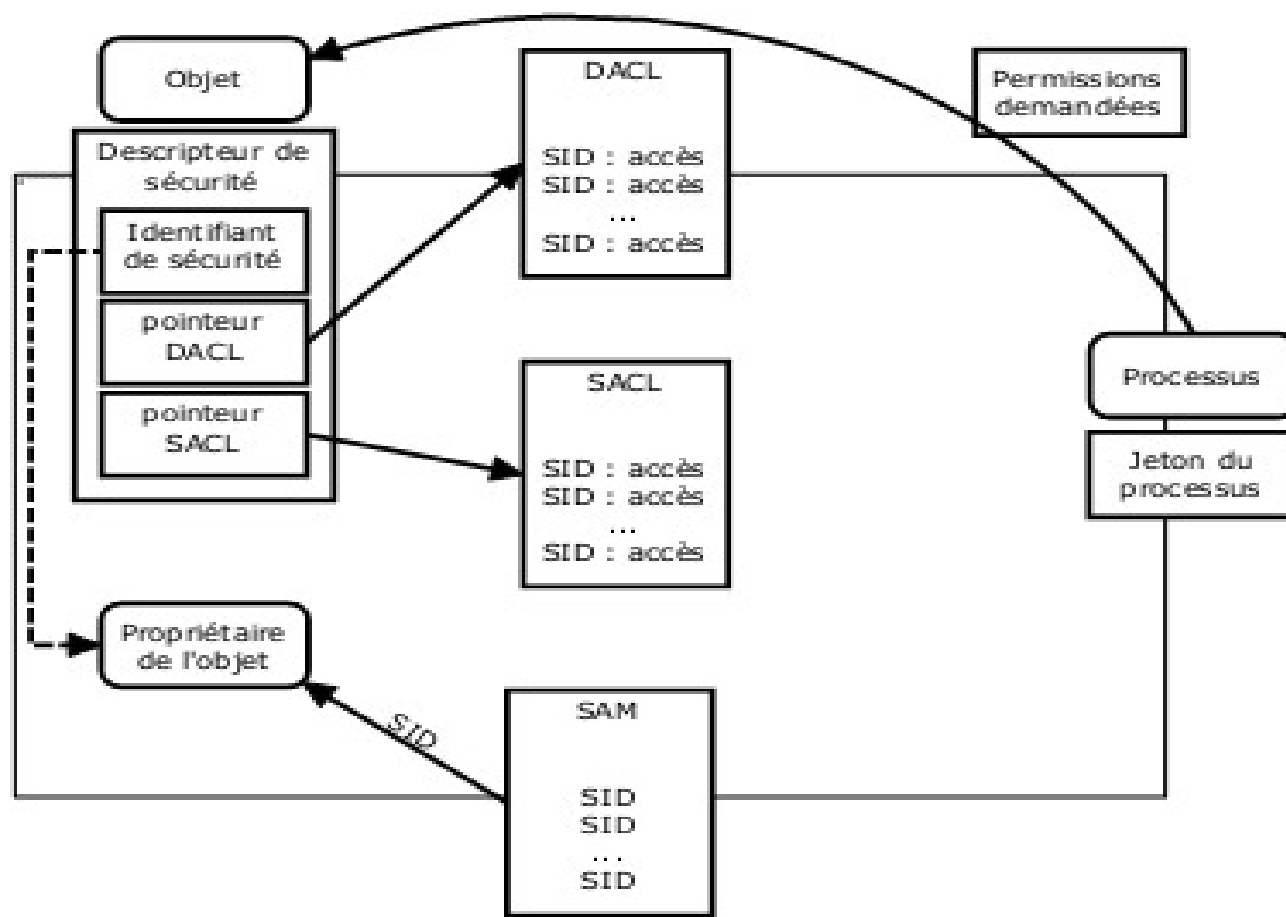 Objet
Descripteur de
sécurité
Identifiant
de sécurité
pointeur
DACL
pointeur
SACL
Propriétaire
de l'objet
DACL
SID : accès
SID : accès
...
SID : accès
SACL
SID : accès
SID : accès
...
SID : accès
SID
SAM
SID
SID
...
SID
Permissions
demandées
Processus
Jeton du
processus